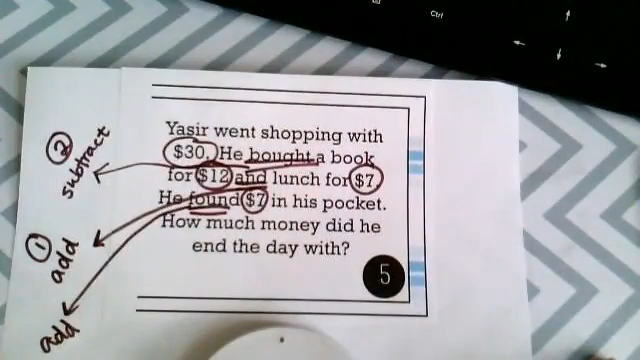 Yasir went shopping with
$30. He bought a book
for $12 and lunch for $7.
He found $7 in his pocket.
How much money did he
end the day with?
5
2
subtract
1
add
add
Ctrl